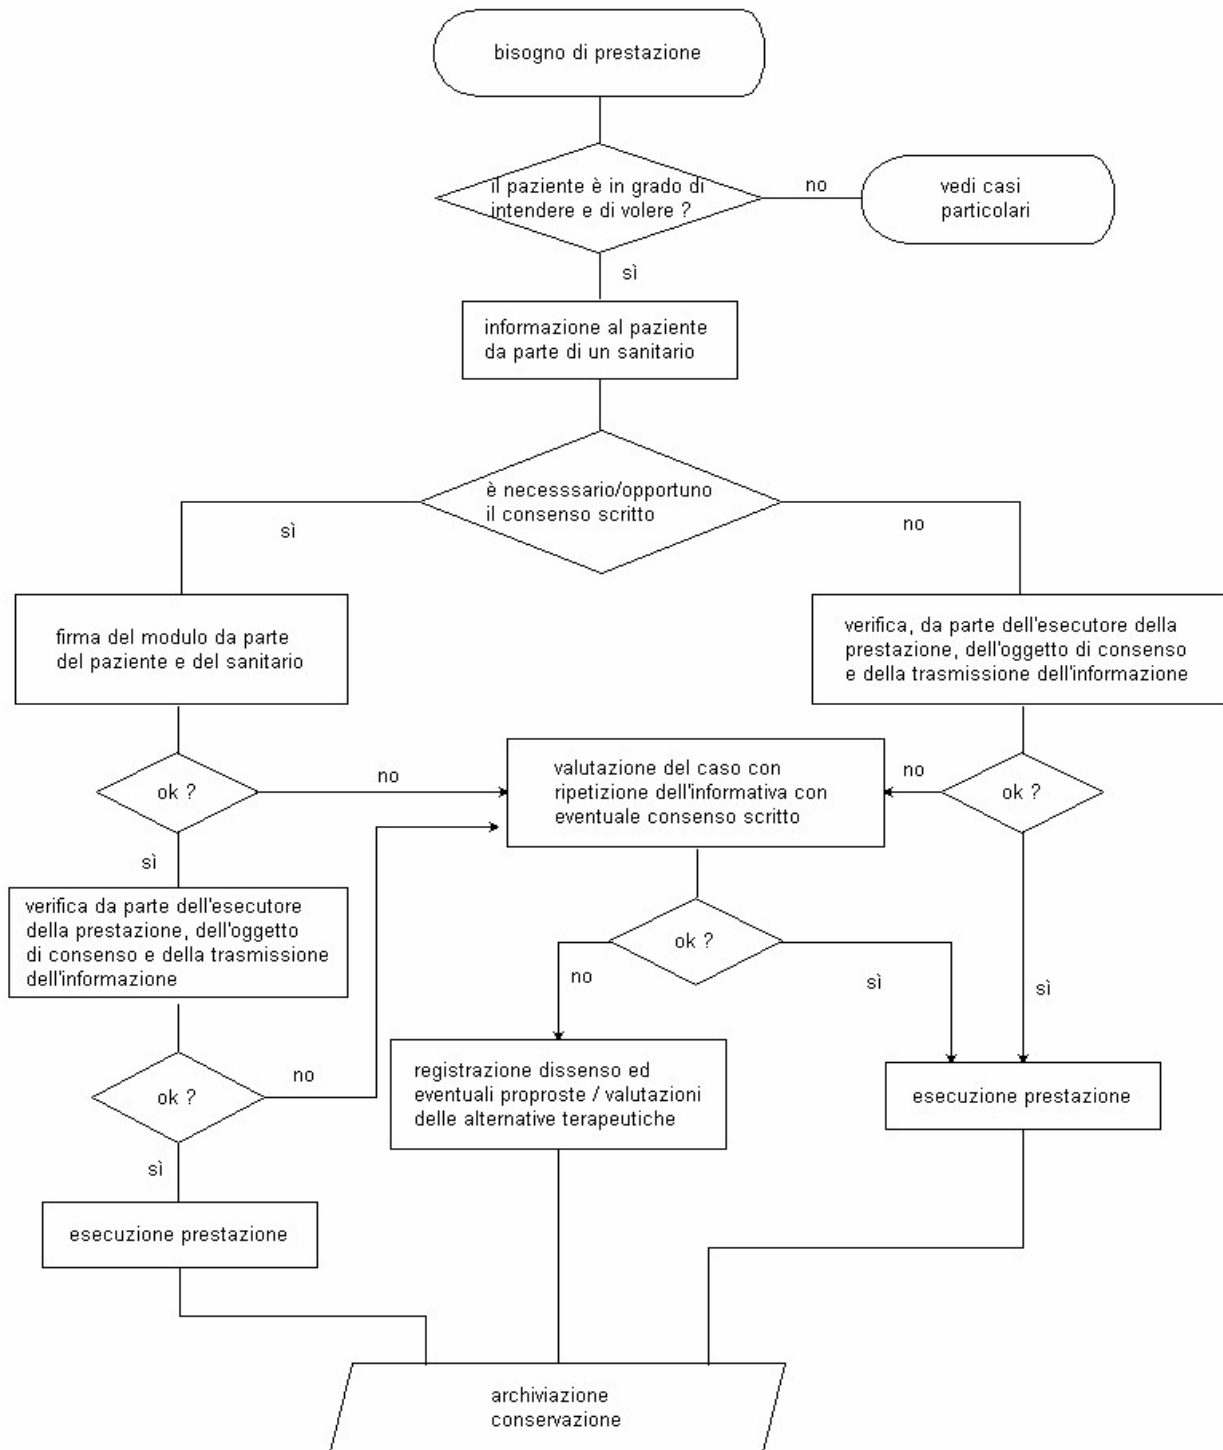 bisogno di prestazione
il paziente è in grado di
intendere e di volere ?
no
vedi casi
particolari
sì
informazione al paziente
da parte di un sanitario
è necesssario/opportuno
il consenso scritto
sì
no
firma del modulo da parte
del paziente e del sanitario
verifica, da parte dell'esecutore della
prestazione, dell'oggetto di consenso
e della trasmissione dell'informazione
ok ?
no
valutazione del caso con
ripetizione dell'informativa con
eventuale consenso scritto
no
ok ?
sì
verifica da parte dell'esecutore
della prestazione, dell'oggetto
di consenso e della trasmissione
dell'informazione
ok ?
no
sì
sì
ok ?
no
registrazione dissenso ed
eventuali proproste / valutazioni
delle alternative terapeutiche
esecuzione prestazione
sì
esecuzione prestazione
archiviazione
conservazione